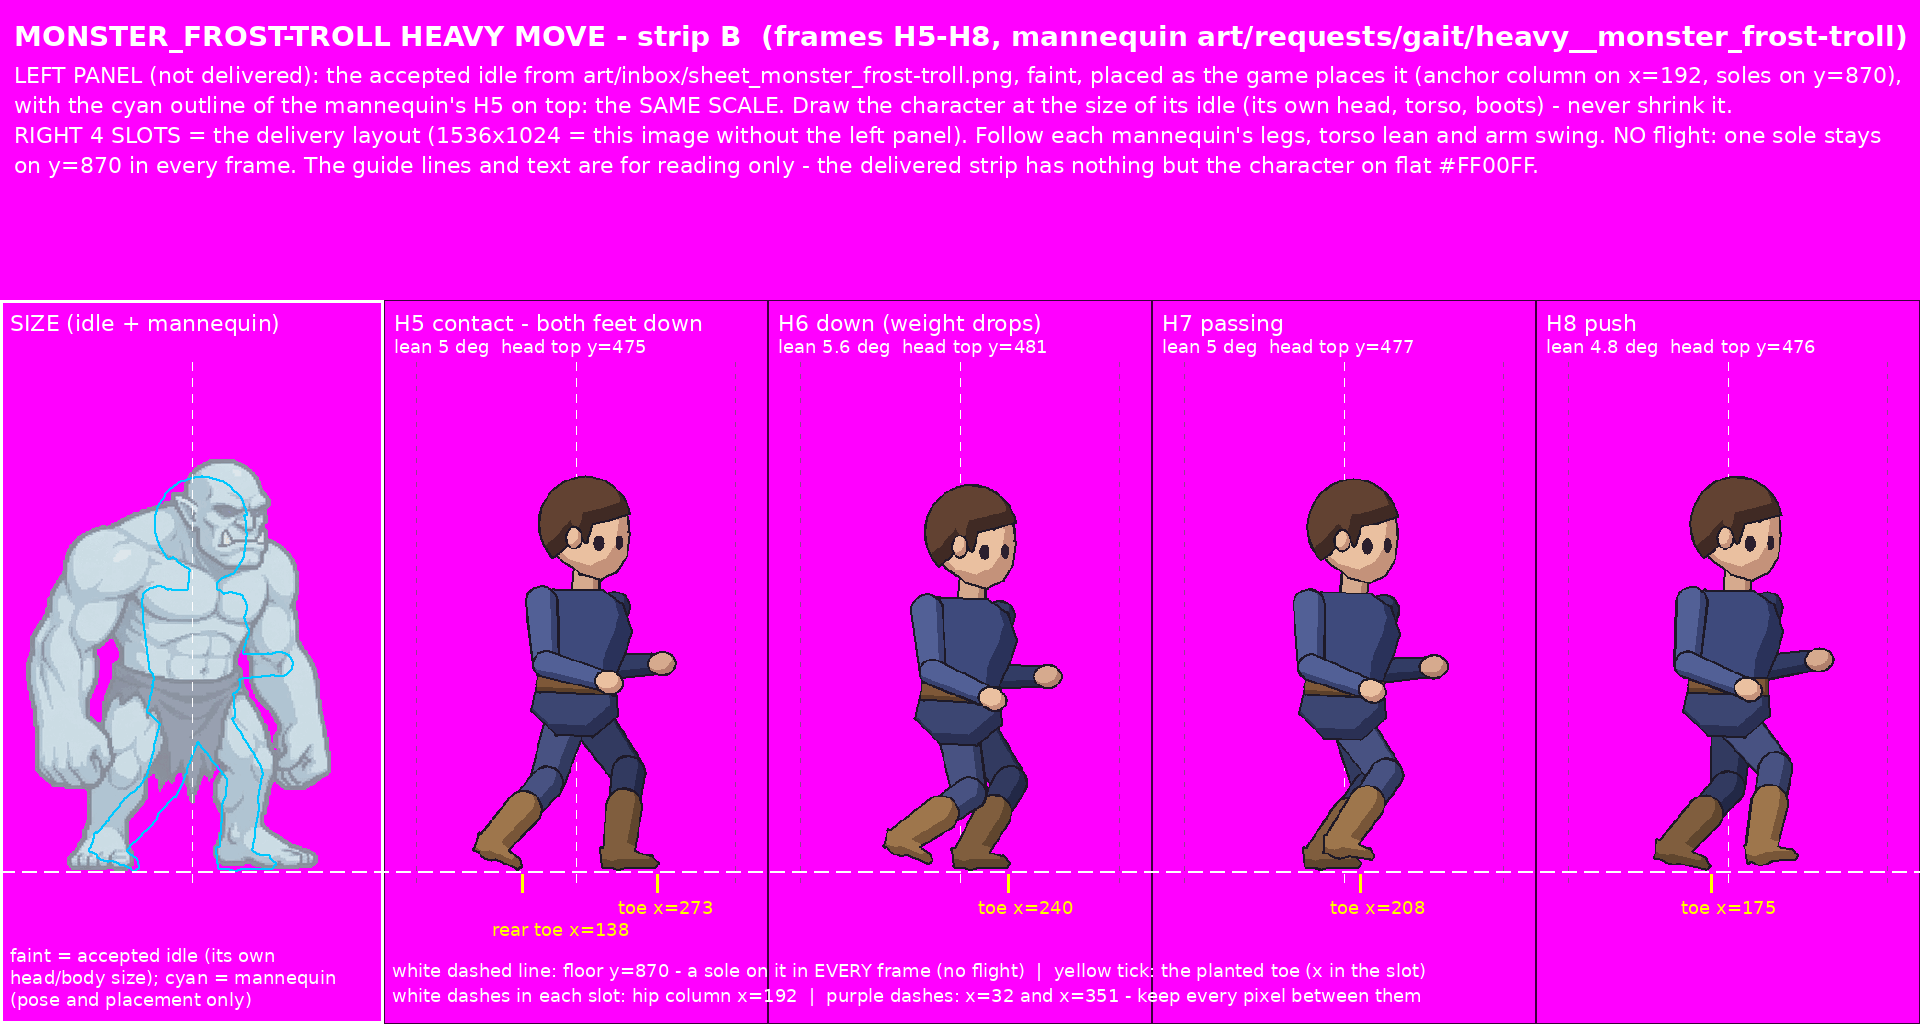 MONSTER_FROST-TROLL HEAVY MOVE - strip B  (frames H5-H8, mannequin art/requests/gait/heavy__monster_frost-troll)
LEFT PANEL (not delivered): the accepted idle from art/inbox/sheet_monster_frost-troll.png, faint, placed as the game places it (anchor column on x=192, soles on y=870),
with the cyan outline of the mannequin's H5 on top: the SAME SCALE. Draw the character at the size of its idle (its own head, torso, boots) - never shrink it.
RIGHT 4 SLOTS = the delivery layout (1536x1024 = this image without the left panel). Follow each mannequin's legs, torso lean and arm swing. NO flight: one sole stays
on y=870 in every frame. The guide lines and text are for reading only - the delivered strip has nothing but the character on flat #FF00FF.
SIZE (idle + mannequin)
H5 contact - both feet down
lean 5 deg  head top y=475
H6 down (weight drops)
lean 5.6 deg  head top y=481
H7 passing
lean 5 deg  head top y=477
H8 push
lean 4.8 deg  head top y=476
toe x=273
rear toe x=138
toe x=240
toe x=208
toe x=175
faint = accepted idle (its own
head/body size); cyan = mannequin
(pose and placement only)
white dashed line: floor y=870 - a sole on it in EVERY frame (no flight)  |  yellow tick: the planted toe (x in the slot)
white dashes in each slot: hip column x=192  |  purple dashes: x=32 and x=351 - keep every pixel between them